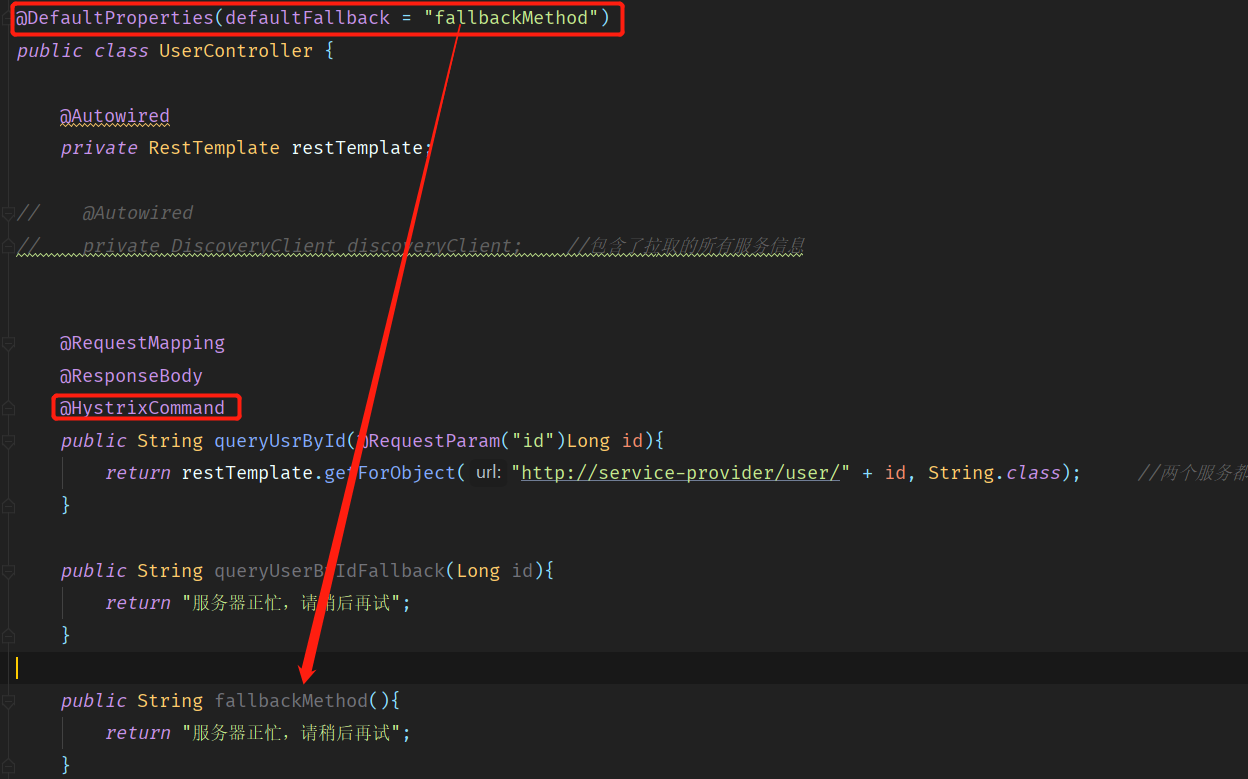 @DefaultProperties(defaultFallback = "fallbackMethod")
public class UserController {
@Autowired
private RestTemplate restTemplate;
// @Autowired
// private DiscoveryClient discoveryClient; //包含了拉取的所有服务信息
@RequestMapping
@ResponseBody
@HystrixCommand
public String queryUsrById(@RequestParam("id")Long id){
return restTemplate.getForObject( url: "http://service-provider/user/" + id, String.class); //两个服务都
}
public String queryUserByIdFallback(Long id){
return "服务器正忙，请稍后再试";
}
public String fallbackMethod(){
return "服务器正忙，请稍后再试";
}